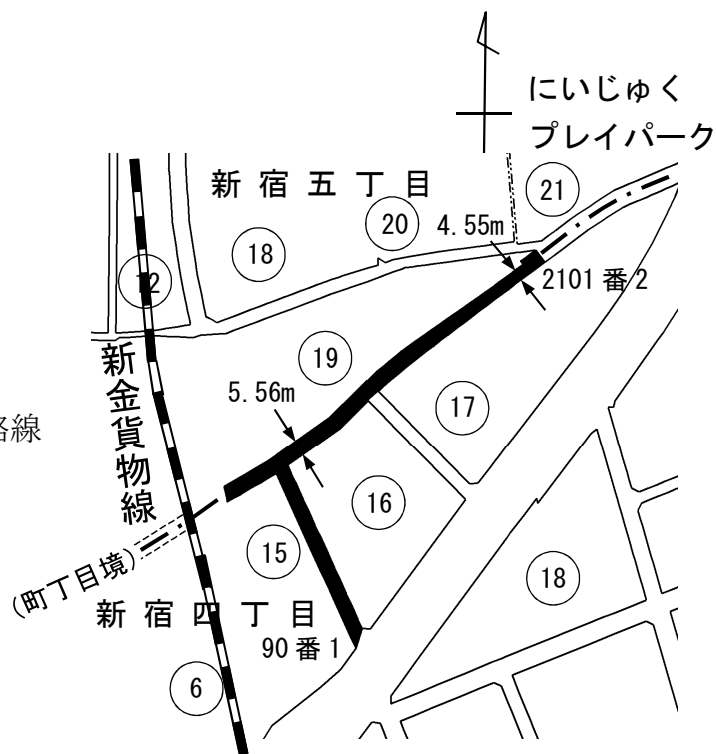 にいじゅく
プレイパーク
新宿五丁目
21
20
4.55m
18
12
2101番2
新金貨物線
19
5.56m
17
路線
16
15
18
(町丁目境)
新宿四丁目
90番1
6